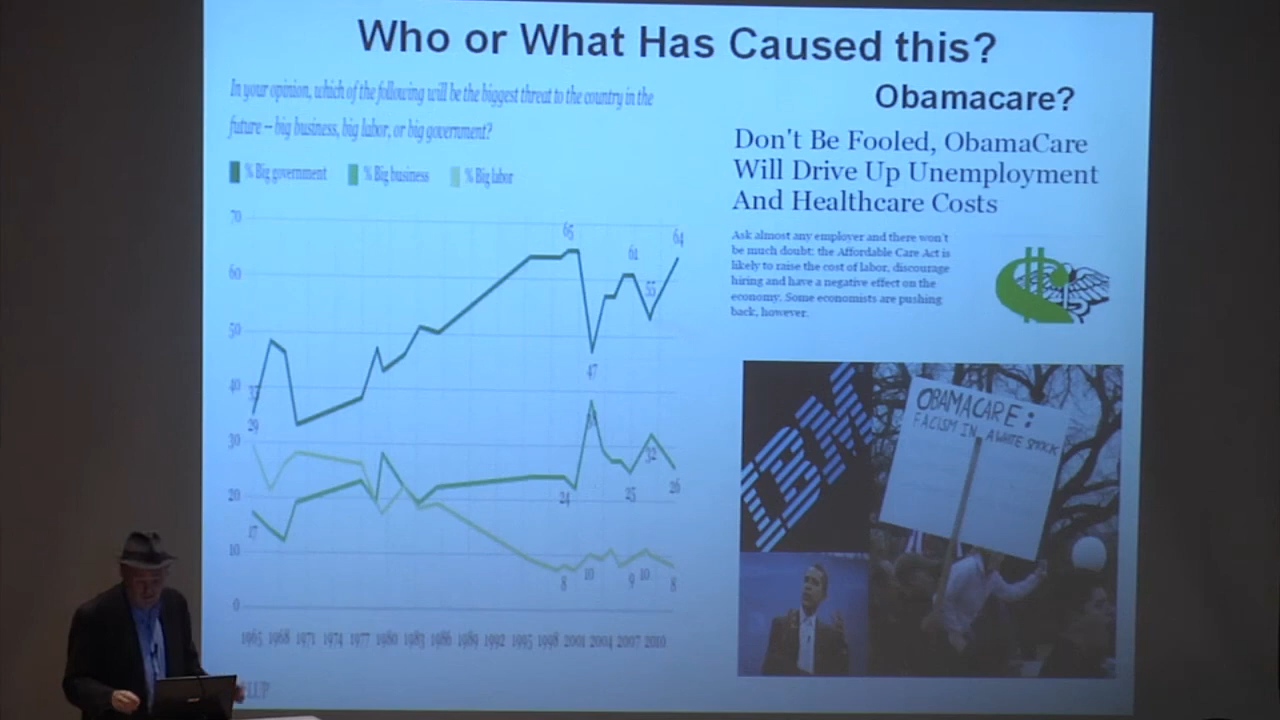 Who or What Has Caused this?
In your opinion, which of the following will be the biggest threat to the country in the
future – big business, big labor, or big government?
% Big government % Big business % Big labor
70
60
50
40
30
20
10
0
65
61
64
55
47
29
24
25
32
26
17
8
10
9
10
8
1965 1968 1971 1974 1977 1980 1983 1986 1989 1992 1995 1998 2001 2004 2007 2010
Obamacare?
Don't Be Fooled, ObamaCare
Will Drive Up Unemployment
And Healthcare Costs
Ask almost any employer and there won't
be much doubt: the Affordable Care Act is
likely to raise the cost of labor, discourage
hiring and have a negative effect on the
economy. Some economists are pushing
back, however.
IBM
OBAMACARE:
FACISM IN A WHITE SMOCK